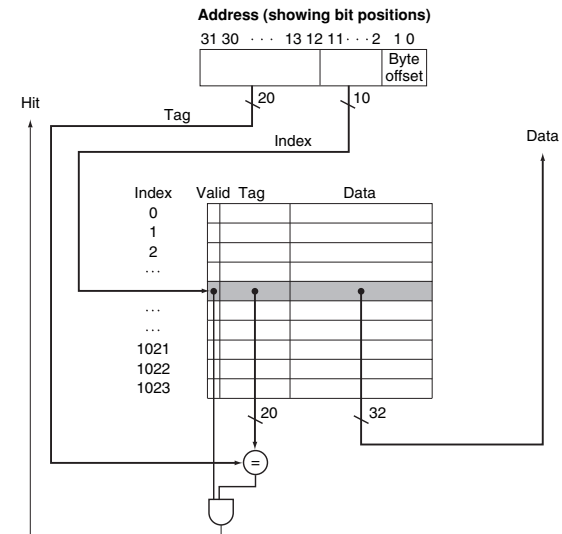 Address (showing bit positions)
31 30 · · · 13 12 11 · · · 2 1 0
Byte
offset
20
10
Hit
Tag
Data
Index
Index Valid Tag Data
0
1
2
· · ·
· · ·
· · ·
1021
1022
1023
20
32
=